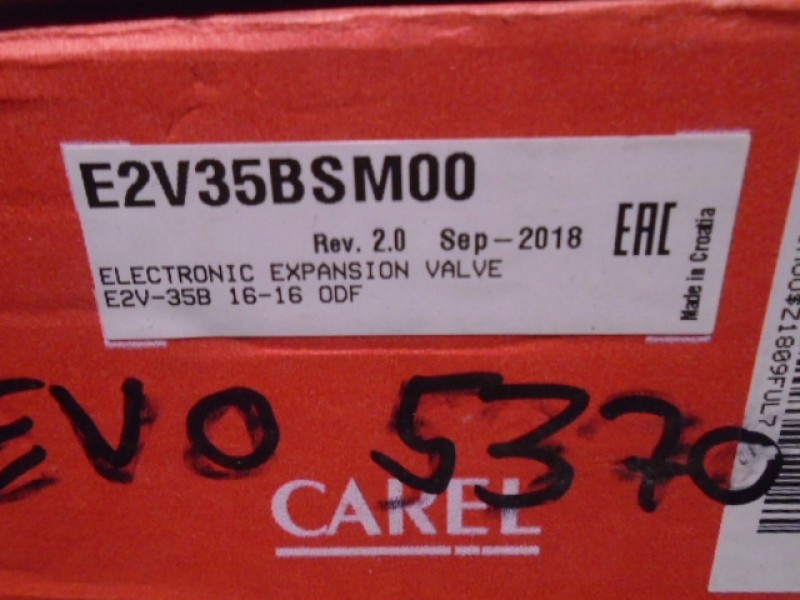 E2V35BSM00
Rev. 2.0 Sep-2018
EAC
Made in Croatia
ELECTRONIC EXPANSION VALVE
E2V-35B 16-16 ODF
EVO 5370
CAREL